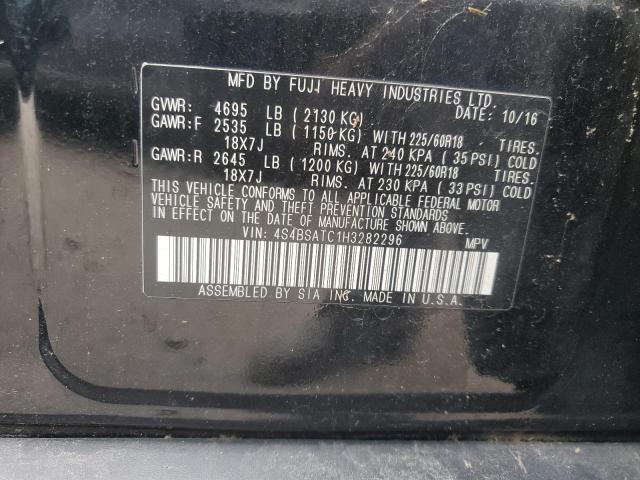 MFD BY FUJI HEAVY INDUSTRIES LTD.
GVWR: 4695 LB (2130 KG) DATE: 10/16
GAWR:F 2535 LB (1150 KG) WITH 225/60R18 TIRES.
18X7J RIMS. AT 240 KPA (35 PSI) COLD
GAWR:R 2645 LB (1200 KG) WITH 225/60R18 TIRES.
18X7J RIMS. AT 230 KPA (33 PSI) COLD
THIS VEHICLE CONFORMS TO ALL APPLICABLE FEDERAL MOTOR
VEHICLE SAFETY AND THEFT PREVENTION STANDARDS
IN EFFECT ON THE DATE OF MANUFACTURE SHOWN ABOVE.
VIN: 4S4BSATC1H3282296 MPV
ASSEMBLED BY SIA INC. MADE IN U.S.A.